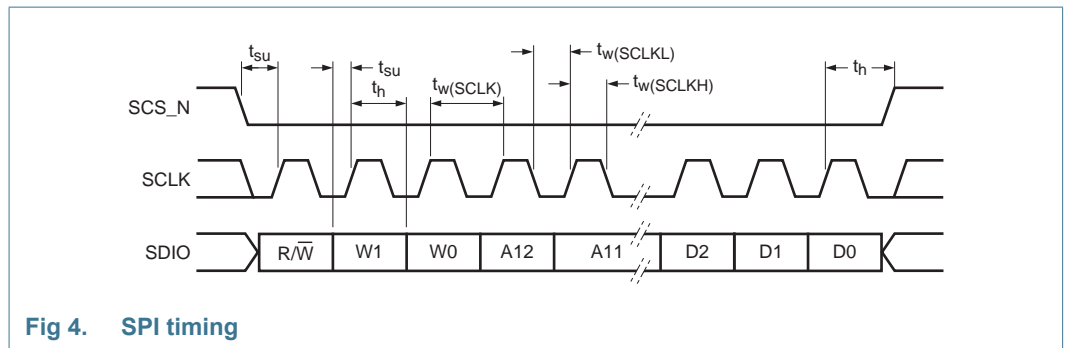 tsu
tsu
th
tw(SCLK)
tw(SCLKL)
tw(SCLKH)
th
SCS_N
SCLK
SDIO
R/W̅ W1 W0 A12 A11 D2 D1 D0
Fig 4. SPI timing